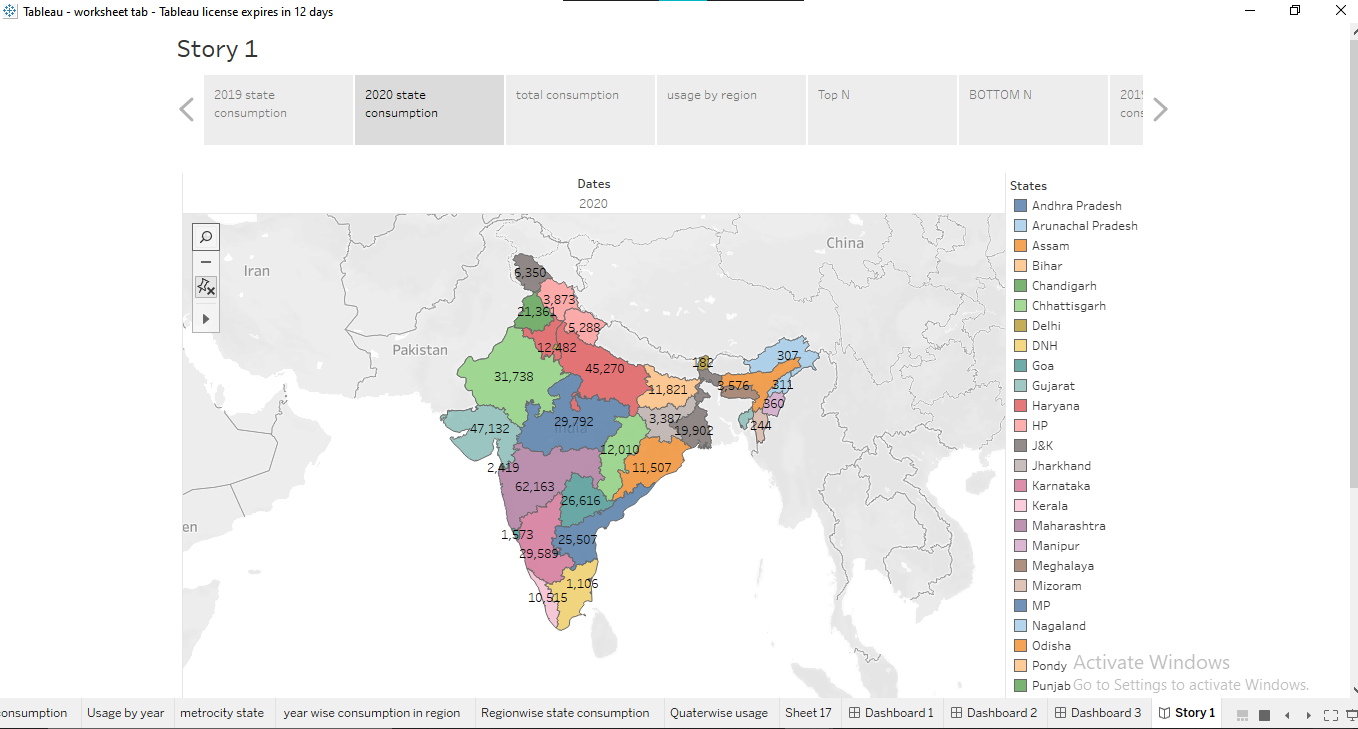 Tableau - worksheet tab - Tableau license expires in 12 days
Story 1
2019 state
consumption
2020 state
consumption
total consumption
usage by region
Top N
BOTTOM N
Dates
2020
States
Andhra Pradesh
Arunachal Pradesh
Assam
Bihar
Chandigarh
Chhattisgarh
Delhi
DNH
Goa
Gujarat
Haryana
HP
J&K
Jharkhand
Karnataka
Kerala
Maharashtra
Manipur
Meghalaya
Mizoram
MP
Nagaland
Odisha
Pondy
Punjab
China
Iran
Pakistan
India
en
6,350
3,873
21,361
5,288
12,482
45,270
31,738
182
307
3,576
311
11,821
360
3,387
244
29,792
47,132
19,902
12,010
2,419
11,507
62,163
26,616
1,573
25,507
29,589
1,106
10,515
Activate Windows
Go to Settings to activate Windows.
onsumption
Usage by year
metrocity state
year wise consumption in region
Regionwise state consumption
Quaterwise usage
Sheet 17
Dashboard 1
Dashboard 2
Dashboard 3
Story 1